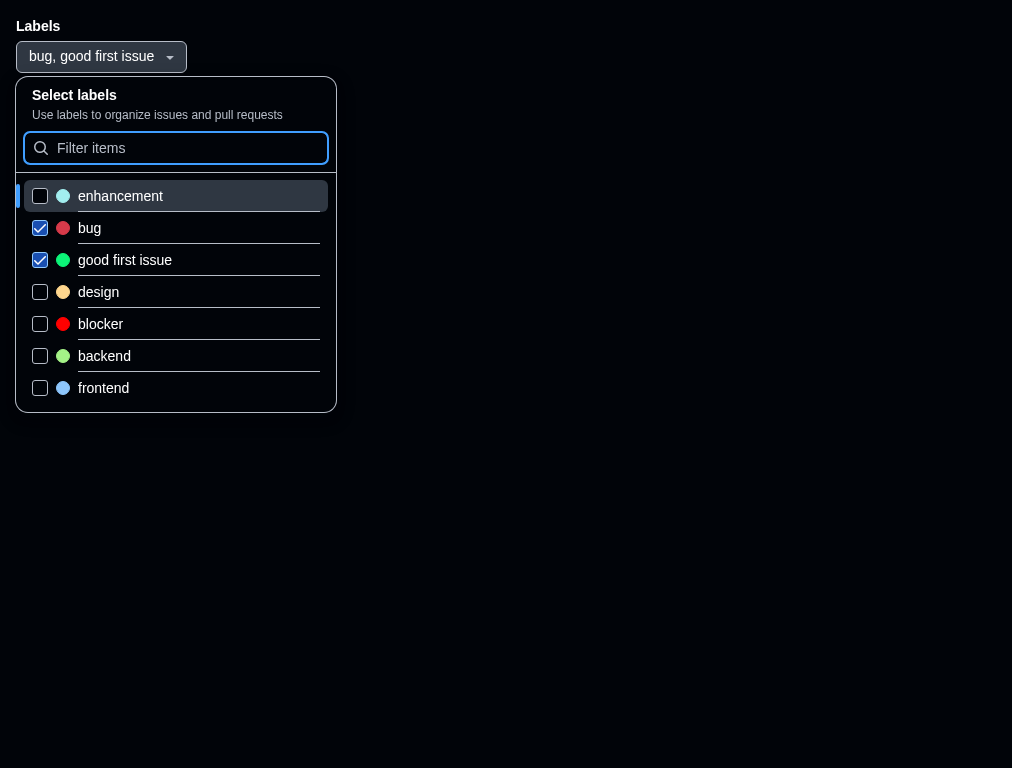 Labels
bug, good first issue
Select labels
Use labels to organize issues and pull requests
Filter items
enhancement
bug
good first issue
design
blocker
backend
frontend